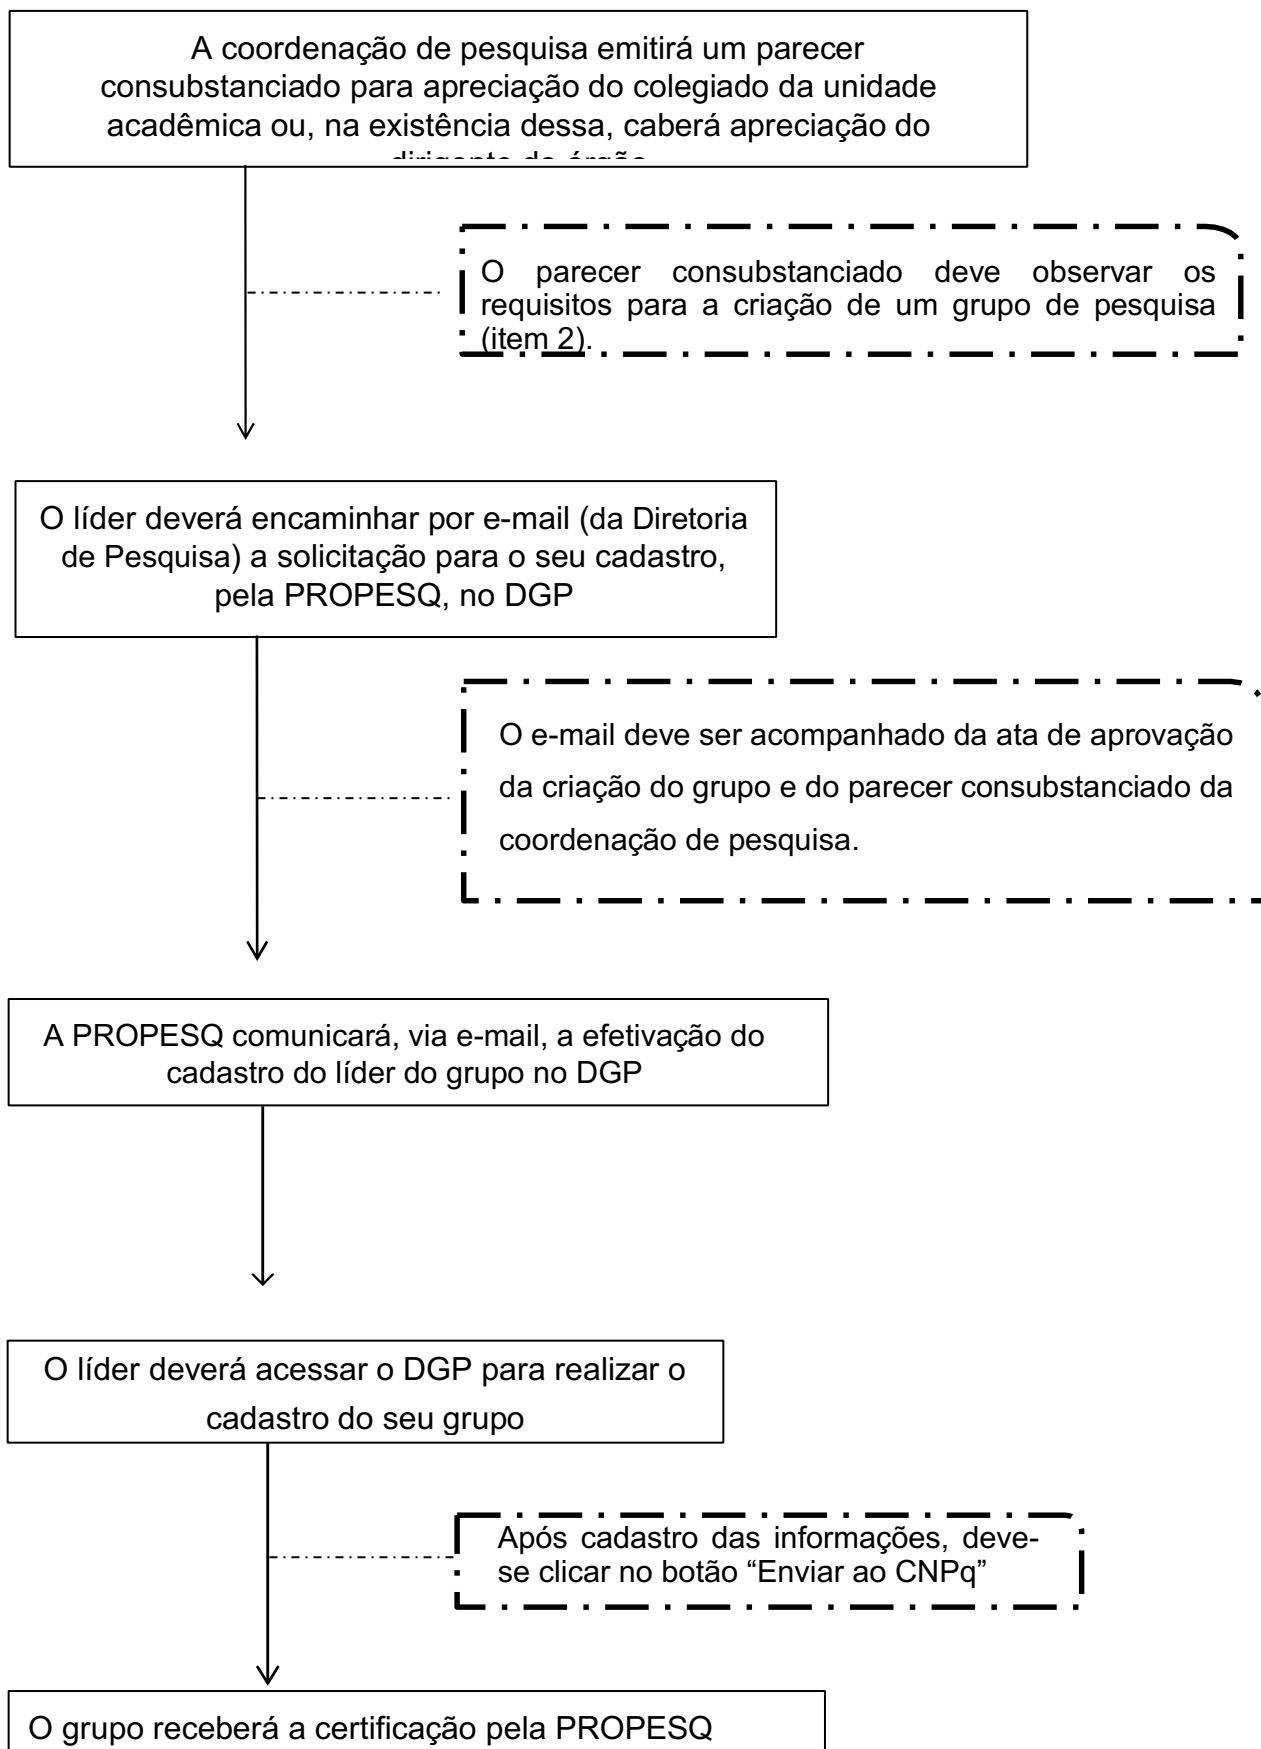 A coordenação de pesquisa emitirá um parecer
consubstanciado para apreciação do colegiado da unidade
acadêmica ou, na existência dessa, caberá apreciação do
dirigente do órgão
O parecer consubstanciado deve observar os
requisitos para a criação de um grupo de pesquisa
(item 2).
O líder deverá encaminhar por e-mail (da Diretoria
de Pesquisa) a solicitação para o seu cadastro,
pela PROPESQ, no DGP
O e-mail deve ser acompanhado da ata de aprovação
da criação do grupo e do parecer consubstanciado da
coordenação de pesquisa.
A PROPESQ comunicará, via e-mail, a efetivação do
cadastro do líder do grupo no DGP
O líder deverá acessar o DGP para realizar o
cadastro do seu grupo
Após cadastro das informações, deve-
se clicar no botão “Enviar ao CNPq”
O grupo receberá a certificação pela PROPESQ